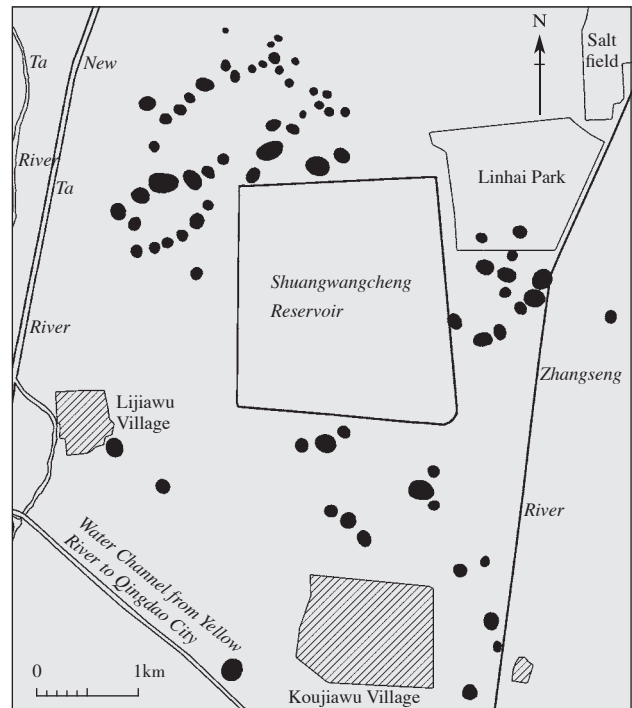 Ta
New
N
Salt
field
River
Ta
Linhai Park
Shuangwangcheng
Reservoir
River
Zhangseng
Lijiawu
Village
River
Water Channel from Yellow
River to Qingdao City
0 1km
Koujiawu Village